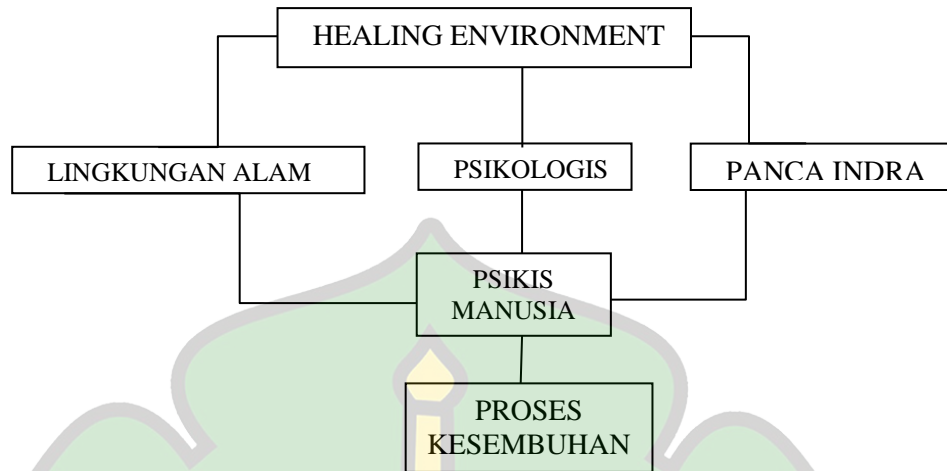 HEALING ENVIRONMENT
LINGKUNGAN ALAM
PSIKOLOGIS
PANCA INDRA
PSIKIS
MANUSIA
PROSES
KESEMBUHAN